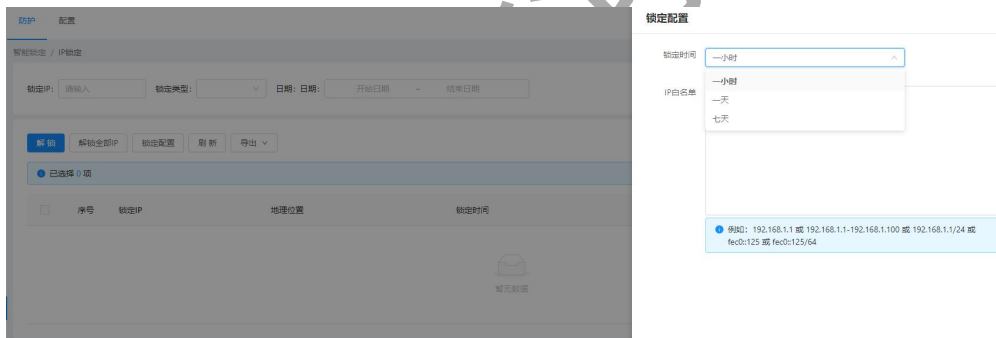 防护 配置
智能锁定 / IP锁定
锁定IP: 请输入 锁定类型: 日期: 日期: 开始日期 ~ 结束日期
解锁 解锁全部IP 锁定配置 刷新 导出
已选择 0 项
序号 锁定IP 地理位置 锁定时间
暂无数据
锁定配置
锁定时间 一小时
一小时
IP白名单
一天
七天
例如: 192.168.1.1 或 192.168.1.1-192.168.1.100 或 192.168.1.1/24 或
fec0::125 或 fec0::125/64